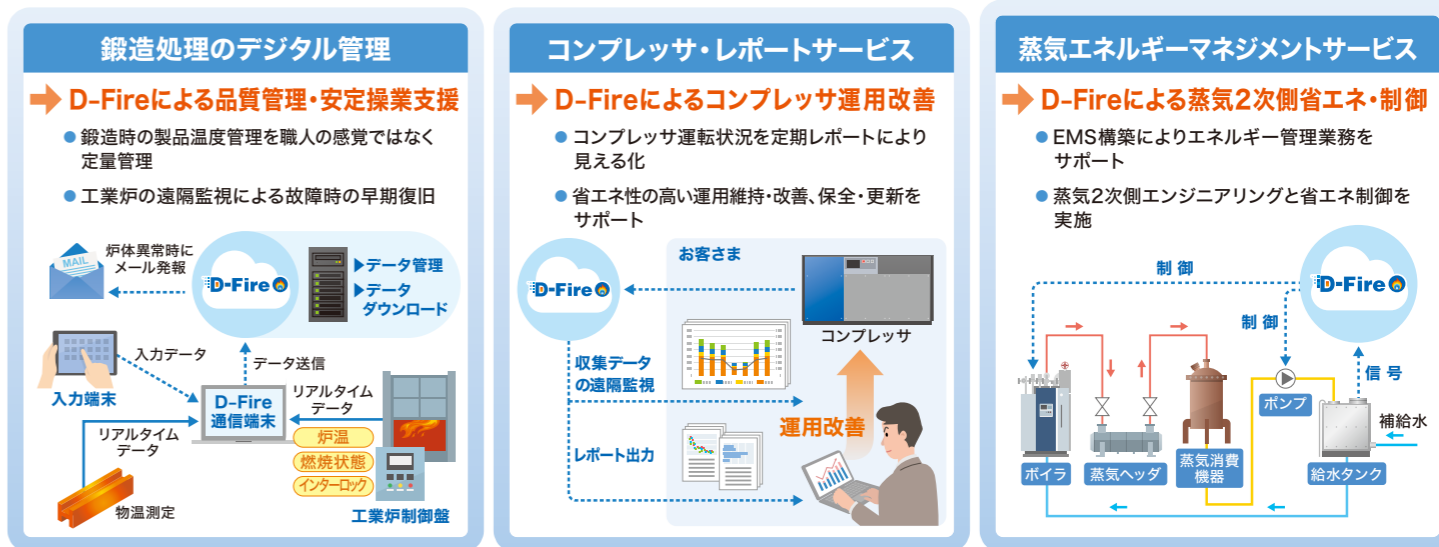 鍛造処理のデジタル管理
D-Fireによる品質管理・安定操業支援
● 鍛造時の製品温度管理を職人の感覚ではなく
定量管理
● 工業炉の遠隔監視による故障時の早期復旧
炉体異常時に
メール発報
MAIL
D-Fire
▶データ管理
▶データ
ダウンロード
入力データ
データ送信
入力端末
D-Fire
通信端末
リアルタイム
データ
炉温
燃焼状態
インターロック
リアルタイム
データ
物温測定
工業炉制御盤
コンプレッサ・レポートサービス
D-Fireによるコンプレッサ運用改善
● コンプレッサ運転状況を定期レポートにより
見える化
● 省エネ性の高い運用維持・改善、保全・更新を
サポート
お客さま
D-Fire
コンプレッサ
収集データ
の遠隔監視
運用改善
レポート出力
蒸気エネルギーマネジメントサービス
D-Fireによる蒸気2次側省エネ・制御
● EMS構築によりエネルギー管理業務を
サポート
● 蒸気2次側エンジニアリングと省エネ制御を
実施
制御
D-Fire
制御
信号
ポンプ
補給水
ボイラ
蒸気ヘッダ
蒸気消費
機器
給水タンク